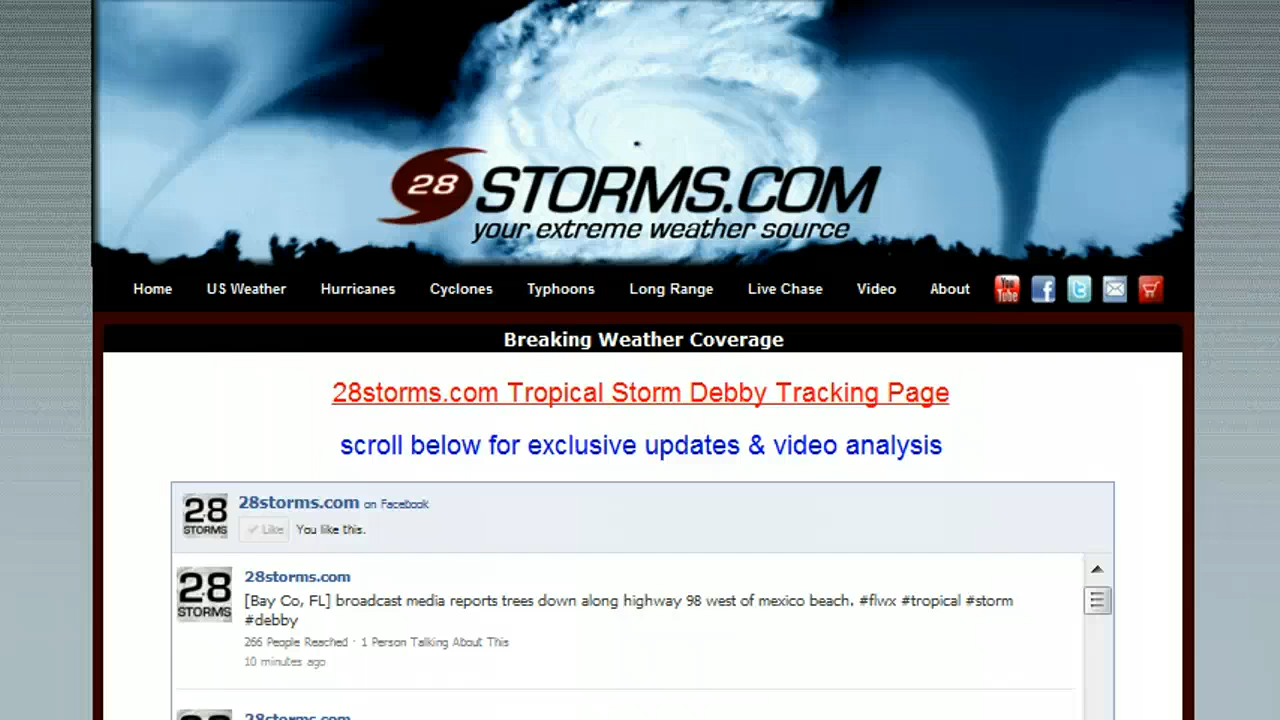 28 STORMS.COM
your extreme weather source
Home US Weather Hurricanes Cyclones Typhoons Long Range Live Chase Video About You Tube
Breaking Weather Coverage
28storms.com Tropical Storm Debby Tracking Page
scroll below for exclusive updates & video analysis
28 STORMS
28storms.com on Facebook
Like You like this.
28 STORMS
28storms.com
[Bay Co, FL] broadcast media reports trees down along highway 98 west of mexico beach. #flwx #tropical #storm
#debby
266 People Reached · 1 Person Talking About This
10 minutes ago
28storms.com